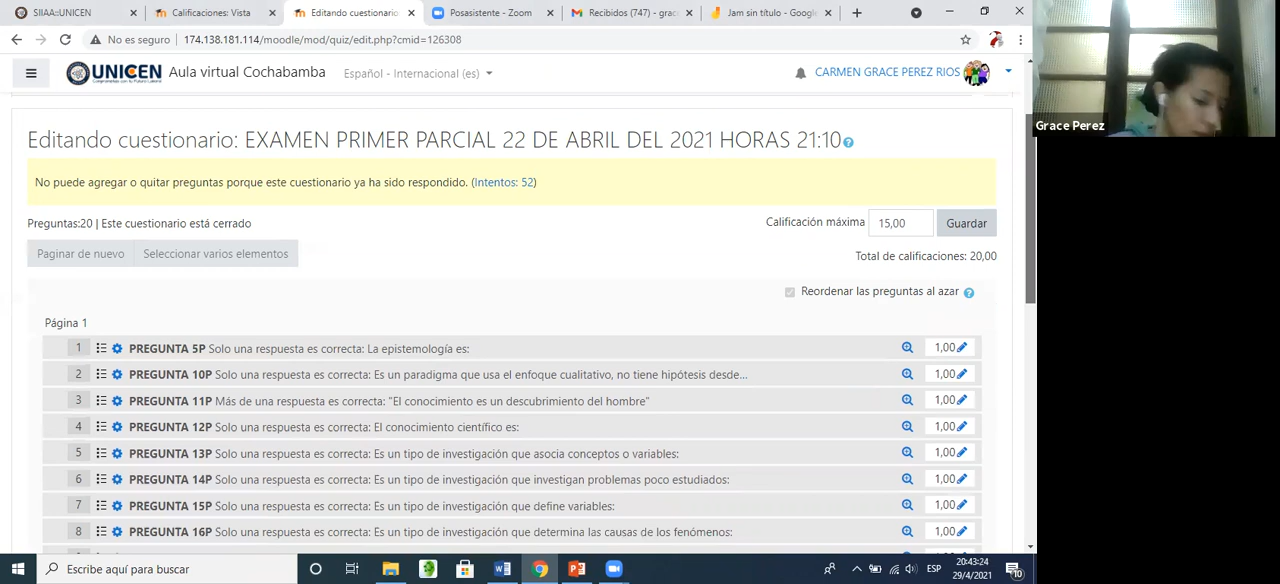 SIIAA::UNICEN
Calificaciones: Vista
Editando cuestionario:
Posasistente - Zoom
Recibidos (747) - grace
Jam sin título - Google
No es seguro | 174.138.181.114/moodle/mod/quiz/edit.php?cmid=126308
UNICEN Aula virtual Cochabamba Español - Internacional (es)
CARMEN GRACE PEREZ RIOS
Grace Perez
Editando cuestionario: EXAMEN PRIMER PARCIAL 22 DE ABRIL DEL 2021 HORAS 21:10
No puede agregar o quitar preguntas porque este cuestionario ya ha sido respondido. (Intentos: 52)
Preguntas:20 | Este cuestionario está cerrado
Calificación máxima 15,00 Guardar
Paginar de nuevo Seleccionar varios elementos
Total de calificaciones: 20,00
Reordenar las preguntas al azar
Página 1
1 PREGUNTA 5P Solo una respuesta es correcta: La epistemología es: 1,00
2 PREGUNTA 10P Solo una respuesta es correcta: Es un paradigma que usa el enfoque cualitativo, no tiene hipótesis desde... 1,00
3 PREGUNTA 11P Más de una respuesta es correcta: "El conocimiento es un descubrimiento del hombre" 1,00
4 PREGUNTA 12P Solo una respuesta es correcta: El conocimiento científico es: 1,00
5 PREGUNTA 13P Solo una respuesta es correcta: Es un tipo de investigación que asocia conceptos o variables: 1,00
6 PREGUNTA 14P Solo una respuesta es correcta: Es un tipo de investigación que investigan problemas poco estudiados: 1,00
7 PREGUNTA 15P Solo una respuesta es correcta: Es un tipo de investigación que define variables: 1,00
8 PREGUNTA 16P Solo una respuesta es correcta: Es un tipo de investigación que determina las causas de los fenómenos: 1,00
Escribe aquí para buscar
ESP
20:43:24
29/4/2021
10